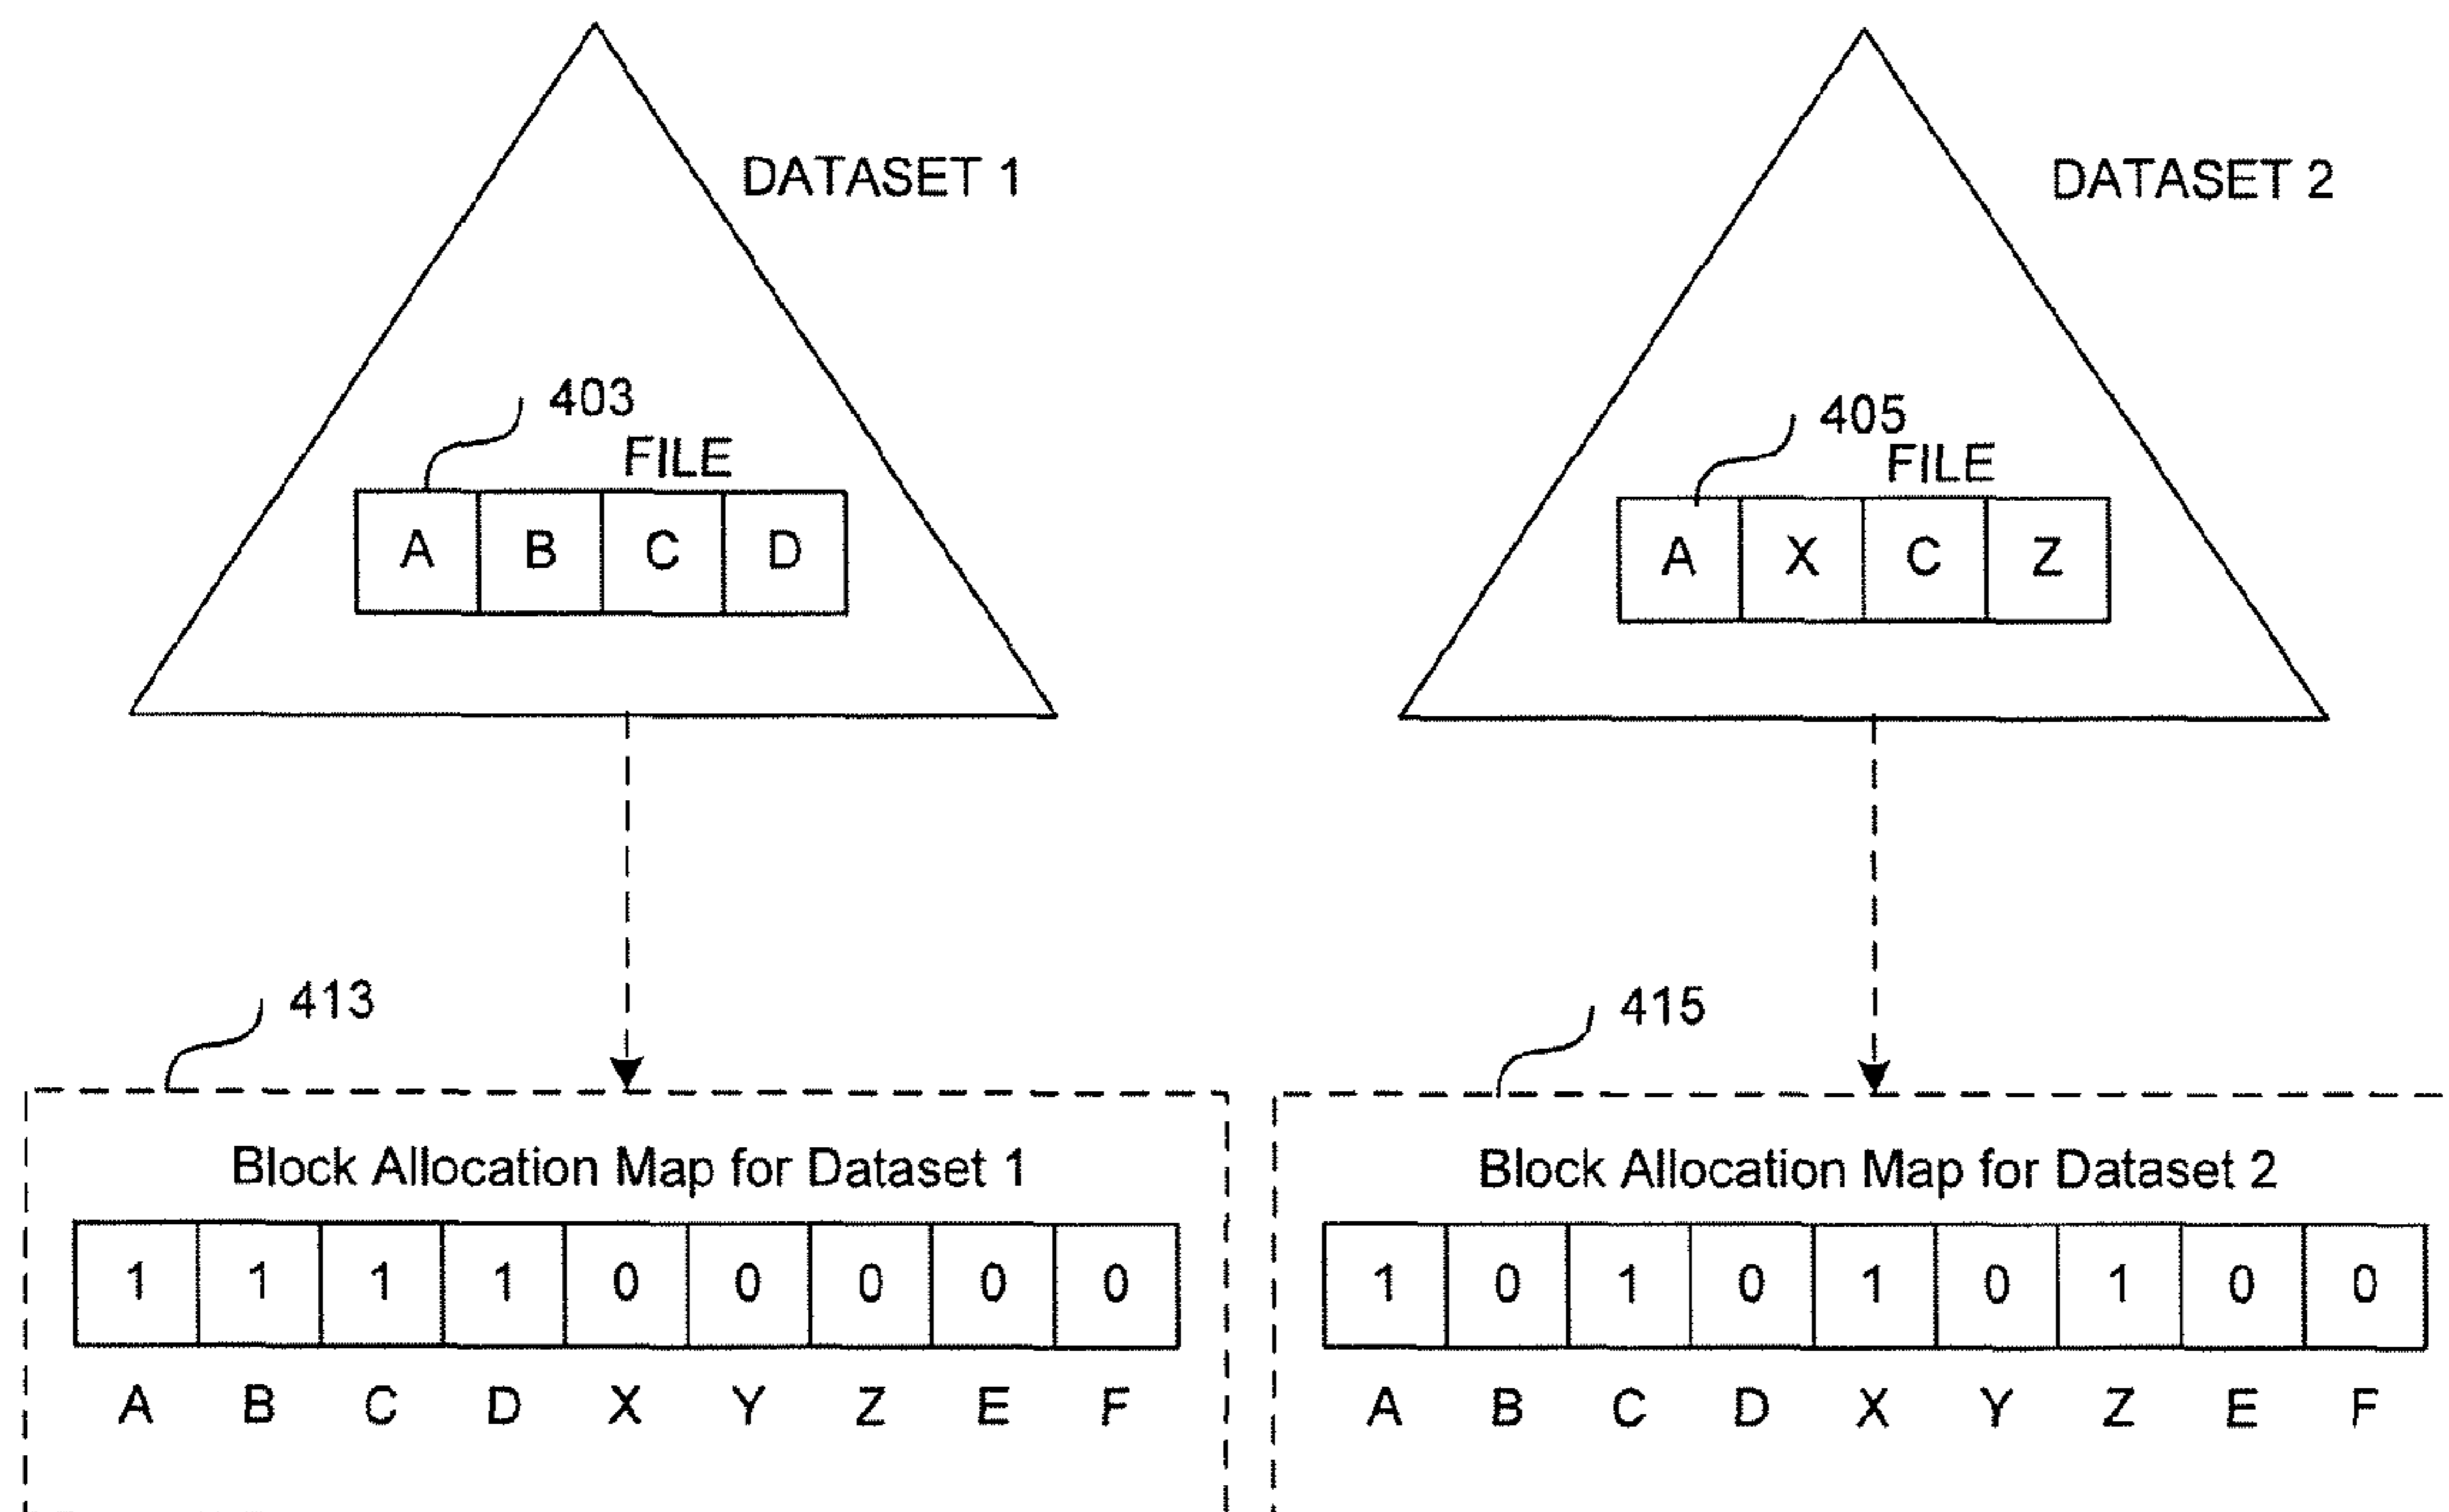 DATASET 1
403
FILE
A B C D
413
Block Allocation Map for Dataset 1
1 1 1 1 0 0 0 0 0
A B C D X Y Z E F
DATASET 2
405
FILE
A X C Z
415
Block Allocation Map for Dataset 2
1 0 1 0 1 0 1 0 0
A B C D X Y Z E F